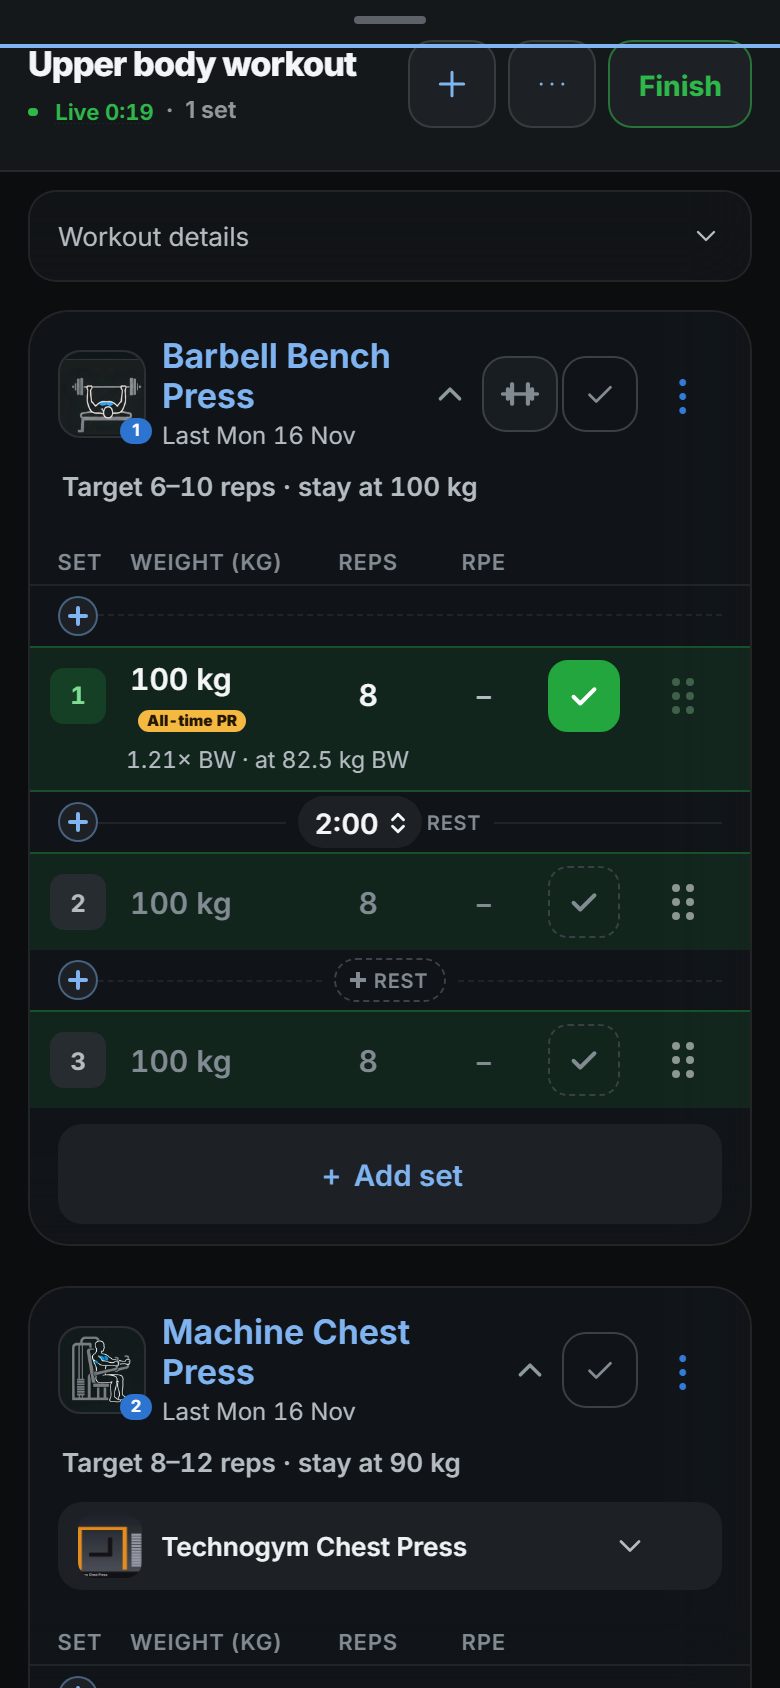 Upper body workout
Live 0:19 · 1 set
+
...
Finish
Workout details
Barbell Bench
Press
1
Last Mon 16 Nov
Target 6–10 reps · stay at 100 kg
SET WEIGHT (KG) REPS RPE
1 100 kg 8 –
All-time PR
1.21× BW · at 82.5 kg BW
2:00 REST
2 100 kg 8 –
+ REST
3 100 kg 8 –
+ Add set
Machine Chest
Press
2
Last Mon 16 Nov
Target 8–12 reps · stay at 90 kg
Technogym Chest Press
SET WEIGHT (KG) REPS RPE